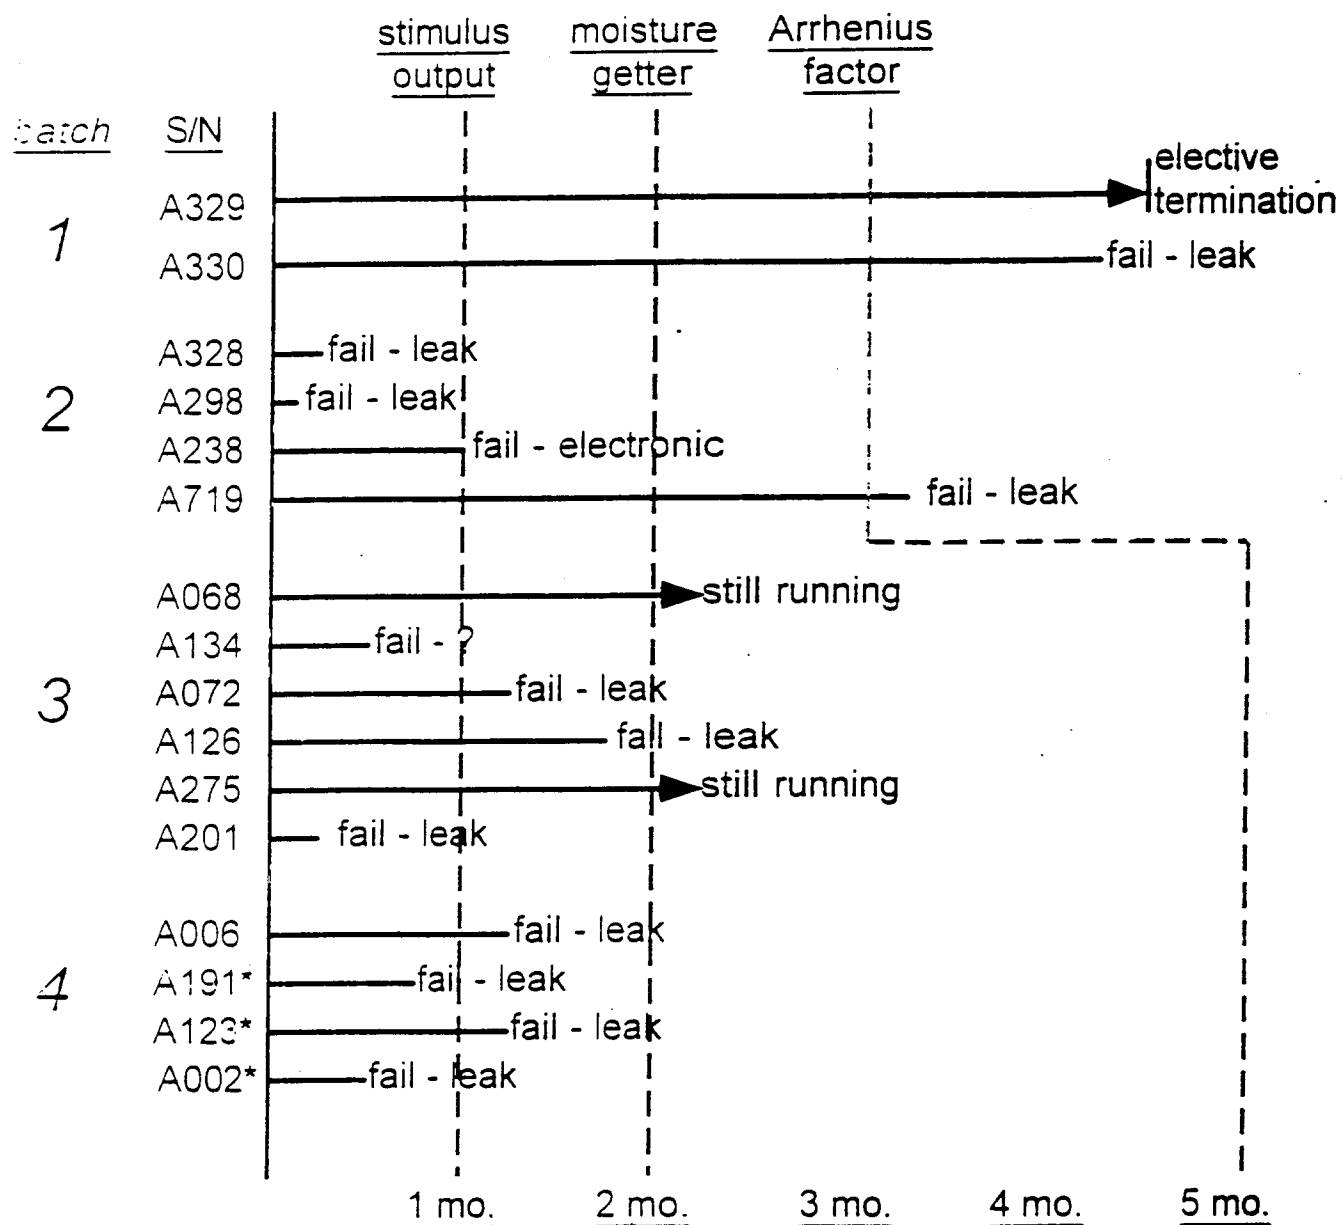 stimulus output
moisture getter
Arrhenius factor
batch S/N
1
A329 elective termination
A330 fail - leak
2
A328 fail - leak
A298 fail - leak
A238 fail - electronic
A719 fail - leak
3
A068 still running
A134 fail - ?
A072 fail - leak
A126 fail - leak
A275 still running
A201 fail - leak
4
A006 fail - leak
A191* fail - leak
A123* fail - leak
A002* fail - leak
1 mo. 2 mo. 3 mo. 4 mo. 5 mo.